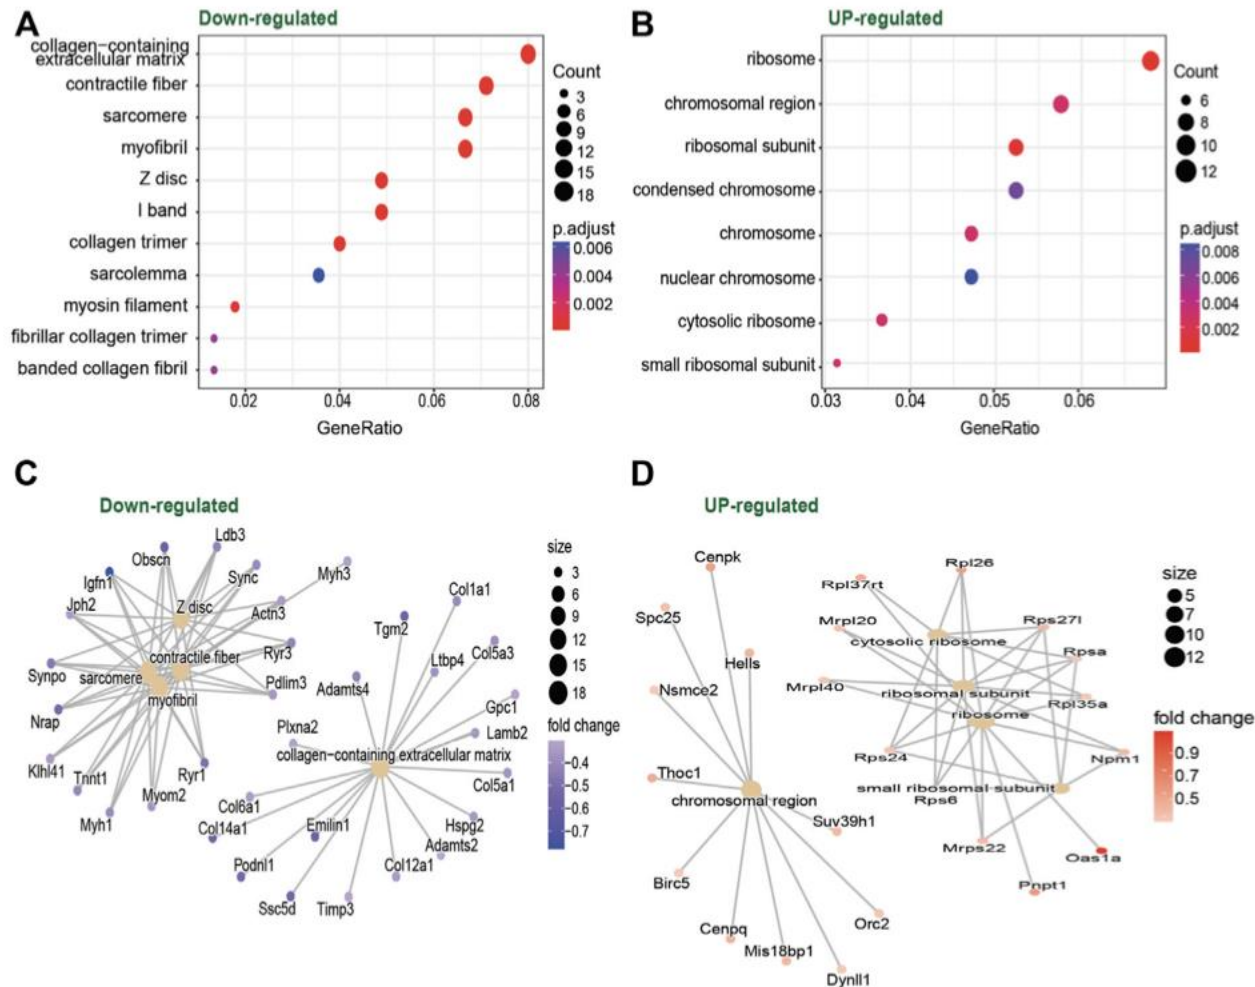 A
Down-regulated
collagen-containing
extracellular matrix
contractile fiber
sarcomere
myofibril
Z disc
I band
collagen trimer
sarcolemma
myosin filament
fibrillar collagen trimer
banded collagen fibril
0.02
0.04
0.06
0.08
GeneRatio
Count
3
6
9
12
15
18
p.adjust
0.006
0.004
0.002
B
UP-regulated
ribosome
chromosomal region
ribosomal subunit
condensed chromosome
chromosome
nuclear chromosome
cytosolic ribosome
small ribosomal subunit
0.03
0.04
0.05
0.06
GeneRatio
Count
6
8
10
12
p.adjust
0.008
0.006
0.004
0.002
C
Down-regulated
Ldb3
Obscn
Igfn1
Sync
Myh3
Jph2
Z disc
Actn3
Col1a1
Tgm2
contractile fiber
Ryr3
Ltbp4
Col5a3
Synpo
sarcomere
Pdlim3
Adamts4
myofibril
Gpc1
Nrap
Plxna2
Lamb2
collagen-containing extracellular matrix
Klhl41
Tnnt1
Ryr1
Col5a1
Myom2
Col6a1
Myh1
Col14a1
Emilin1
Hspg2
Adamts2
Podnl1
Col12a1
Ssc5d
Timp3
size
3
6
9
12
15
18
fold change
-0.4
-0.5
-0.6
-0.7
D
UP-regulated
Cenpk
Rpl26
Rpl37rt
Spc25
Mrpl20
Rps27l
cytosolic ribosome
Hells
Rpsa
Nsmce2
Mrpl40
ribosomal subunit
Rpl35a
ribosome
Rps24
Npm1
Thoc1
small ribosomal subunit
chromosomal region
Rps6
Suv39h1
Mrps22
Oas1a
Birc5
Pnpt1
Cenpq
Orc2
Mis18bp1
Dynll1
size
5
7
10
12
fold change
0.9
0.7
0.5